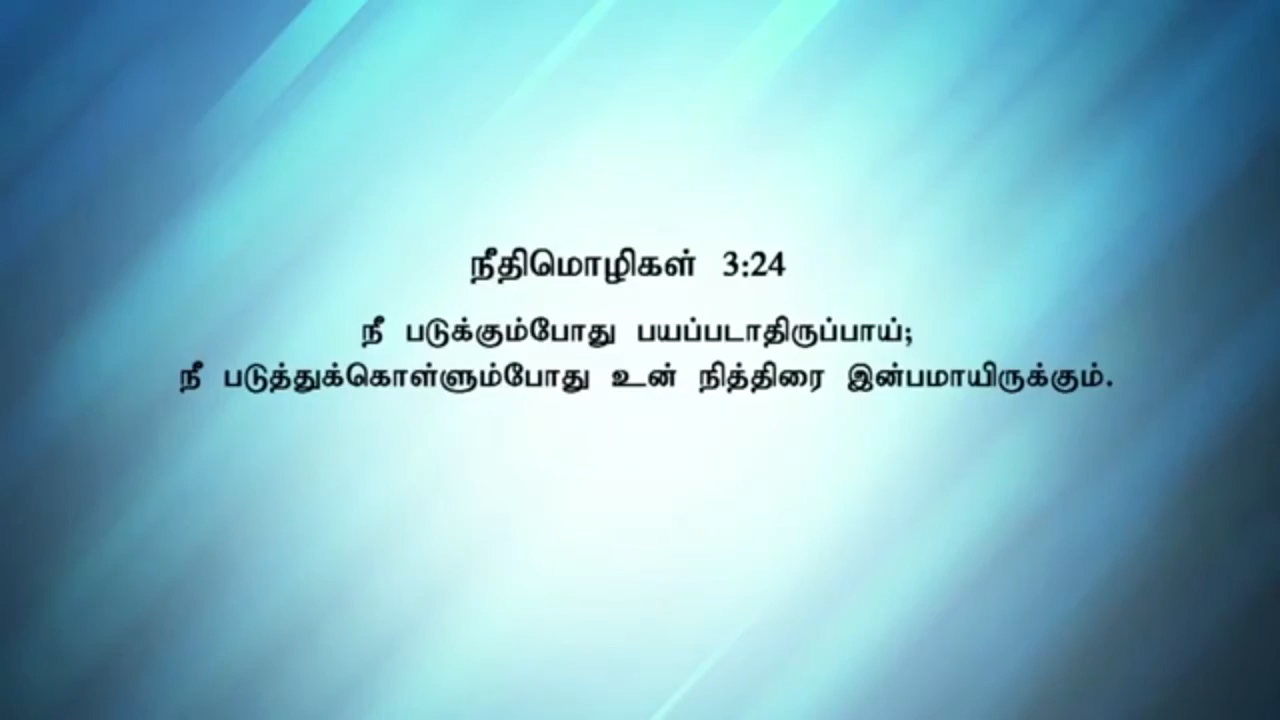 நீதிமொழிகள் 3:24
நீ படுக்கும்போது பயப்படாதிருப்பாய்;
நீ படுத்துக்கொள்ளும்போது உன் நித்திரை இன்பமாயிருக்கும்.